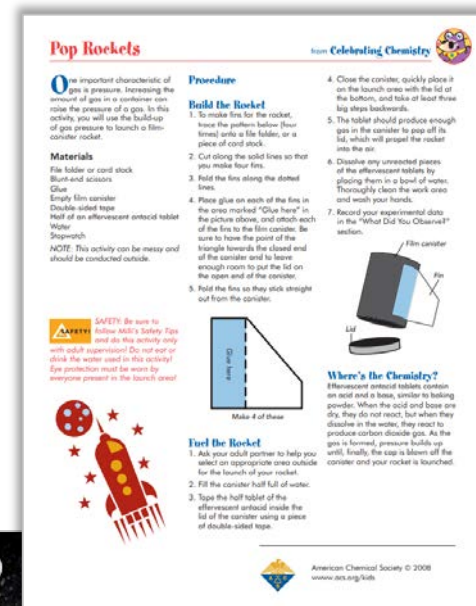 Pop Rockets
from Celebrating Chemistry
One important characteristic of
gas is pressure. Increasing the
amount of gas in a container can
raise the pressure of a gas. In this
activity, you will use the build-up
of gas pressure to launch a film-
canister rocket.
Materials
File folder or card stock
Blunt-end scissors
Glue
Empty film canister
Double-sided tape
Half of an effervescent antacid tablet
Water
Stopwatch
NOTE: This activity can be messy and
should be conducted outside.
SAFETY!
SAFETY: Be sure to
follow Milli's Safety Tips
and do this activity only
with adult supervision! Do not eat or
drink the water used in this activity!
Eye protection must be worn by
everyone present in the launch area!
Procedure
Build the Rocket
1. To make fins for the rocket,
trace the pattern below (four
times) onto a file folder, or a
piece of card stock.
2. Cut along the solid lines so that
you make four fins.
3. Fold the fins along the dotted
lines.
4. Place glue on each of the fins in
the area marked “Glue here” in
the picture above, and attach each
of the fins to the film canister. Be
sure to have the point of the
triangle towards the closed end
of the canister and to leave
enough room to put the lid on
the open end of the canister.
5. Fold the fins so they stick straight
out from the canister.
Glue here
Make 4 of these
Fuel the Rocket
1. Ask your adult partner to help you
select an appropriate area outside
for the launch of your rocket.
2. Fill the canister half full of water.
3. Tape the half tablet of the
effervescent antacid inside the
lid of the canister using a piece
of double-sided tape.
4. Close the canister, quickly place it
on the launch area with the lid at
the bottom, and take at least three
big steps backwards.
5. The tablet should produce enough
gas in the canister to pop off its
lid, which will propel the rocket
into the air.
6. Dissolve any unreacted pieces
of the effervescent tablets by
placing them in a bowl of water.
Thoroughly clean the work area
and wash your hands.
7. Record your experimental data
in the “What Did You Observe?”
section.
Film canister
Fin
Lid
Where's the Chemistry?
Effervescent antacid tablets contain
an acid and a base, similar to baking
powder. When the acid and base are
dry, they do not react, but when they
dissolve in the water, they react to
produce carbon dioxide gas. As the
gas is formed, pressure builds up
until, finally, the cap is blown off the
canister and your rocket is launched.
American Chemical Society © 2008
www.acs.org/kids